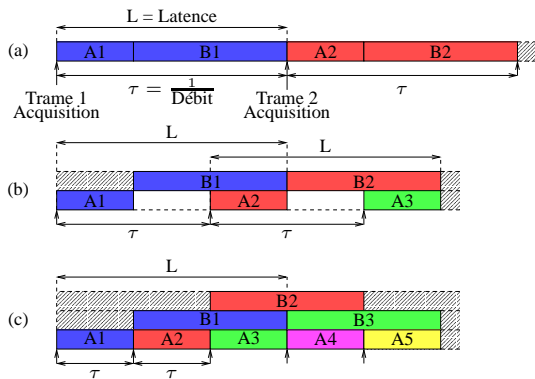 L = Latence
(a) A1 B1 A2 B2
τ = 1/Débit τ
Trame 1 Trame 2
Acquisition Acquisition
L
L
(b) B1 B2
A1 A2 A3
τ τ
L
B2
(c) B1 B3
A1 A2 A3 A4 A5
τ τ